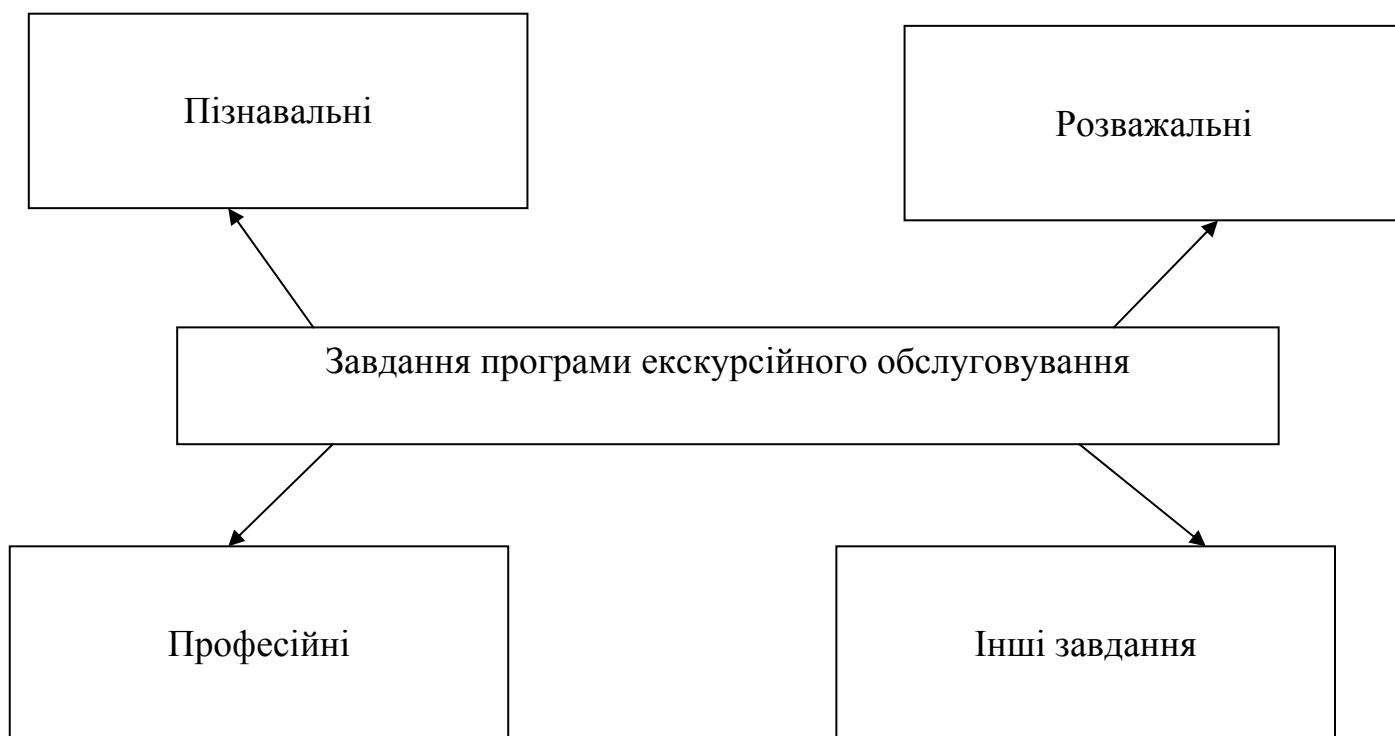 Пізнавальні
Розважальні
Завдання програми екскурсійного обслуговування
Професійні
Інші завдання